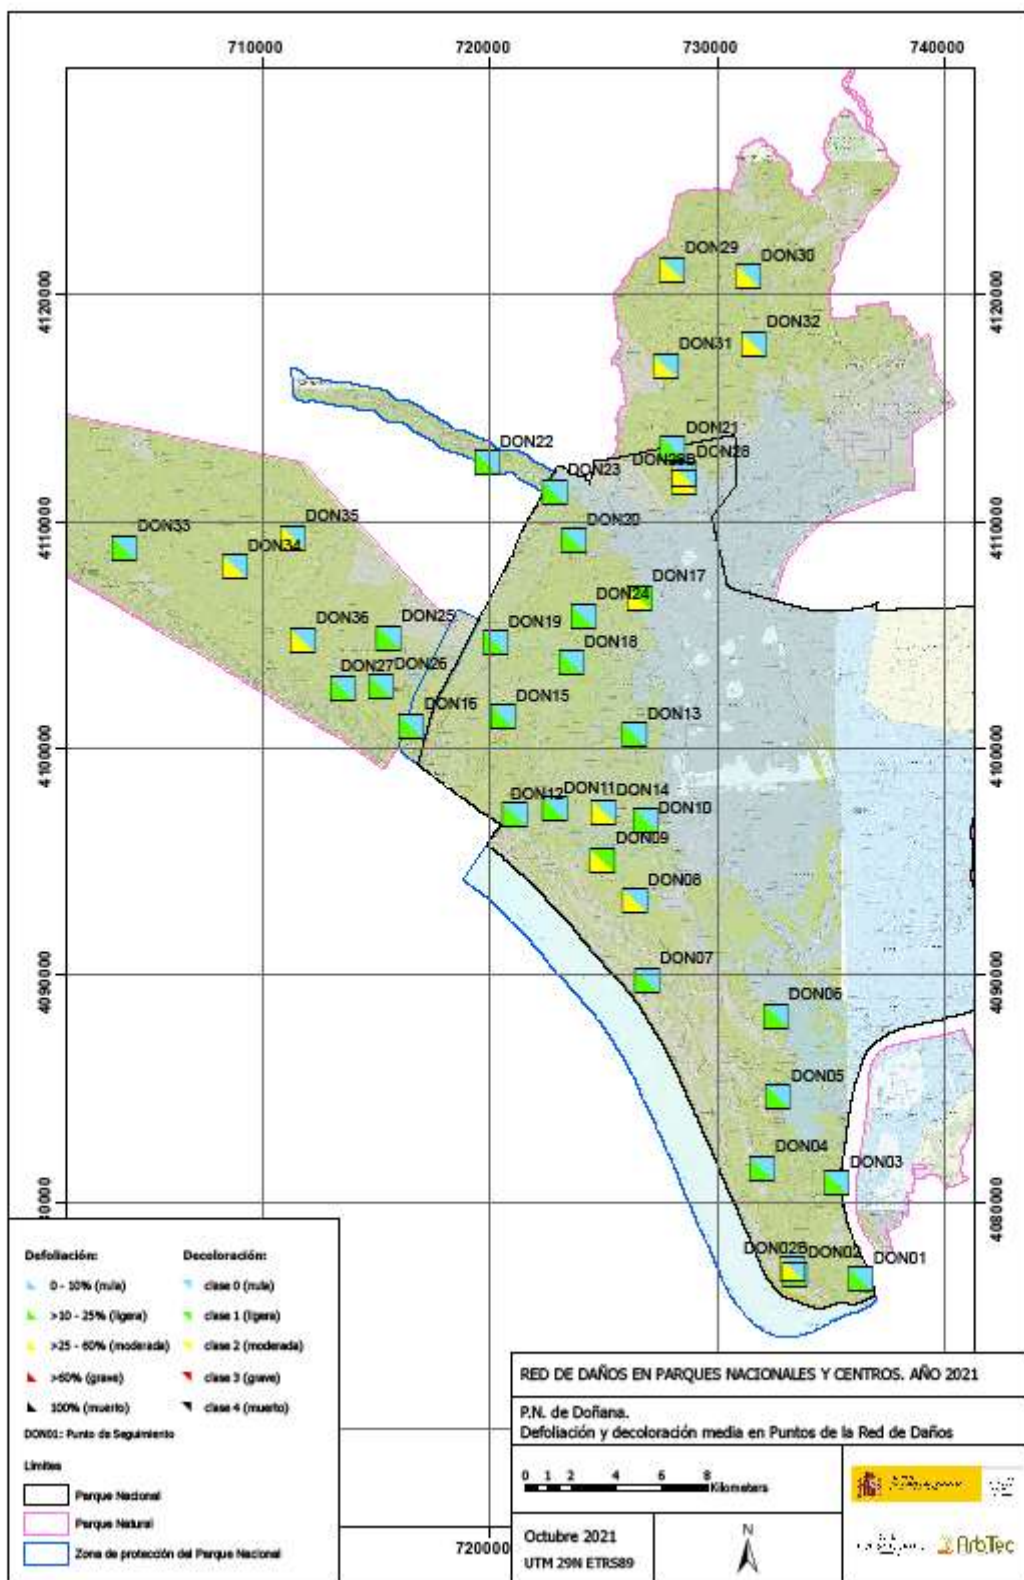 710000 720000 730000 740000
4120000 4120000
4110000 4110000
4100000 4100000
4090000 4090000
4080000
DON29
DON30
DON32
DON31
DON21
DON28
DON22
DON23
DON20
DON33
DON35
DON34
DON17
DON24
DON36
DON25
DON19
DON18
DON27
DON26
DON16
DON15
DON13
DON12
DON11
DON14
DON10
DON09
DON08
DON07
DON06
DON05
DON04
DON03
DON02B
DON02
DON01
Defoliación: Decoloración:
0 - 10% (nula) clase 0 (nula)
>10 - 25% (ligera) clase 1 (ligera)
>25 - 60% (moderada) clase 2 (moderada)
>60% (grave) clase 3 (grave)
100% (muerto) clase 4 (muerto)
DON01: Punto de Seguimiento
Límites
Parque Nacional
Parque Natural
Zona de protección del Parque Nacional
720000
RED DE DAÑOS EN PARQUES NACIONALES Y CENTROS. AÑO 2021
P.N. de Doñana.
Defoliación y decoloración media en Puntos de la Red de Daños
0 1 2 4 6 8
Kilometers
Octubre 2021
UTM 29N ETRS89
N
ArbTec